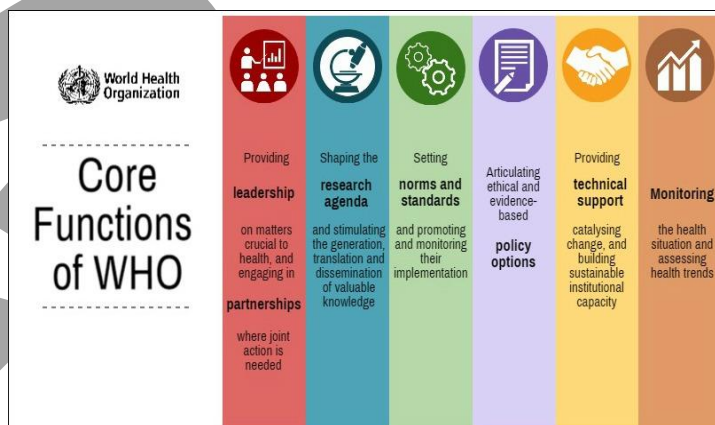 World Health
Organization
Core
Functions
of WHO
Providing
leadership
on matters
crucial to
health, and
engaging in
partnerships
where joint
action is
needed
Shaping the
research
agenda
and stimulating
the generation,
translation and
dissemination
of valuable
knowledge
Setting
norms and
standards
and promoting
and monitoring
their
implementation
Articulating
ethical and
evidence-
based
policy
options
Providing
technical
support
catalysing
change, and
building
sustainable
institutional
capacity
Monitoring
the health
situation and
assessing
health trends